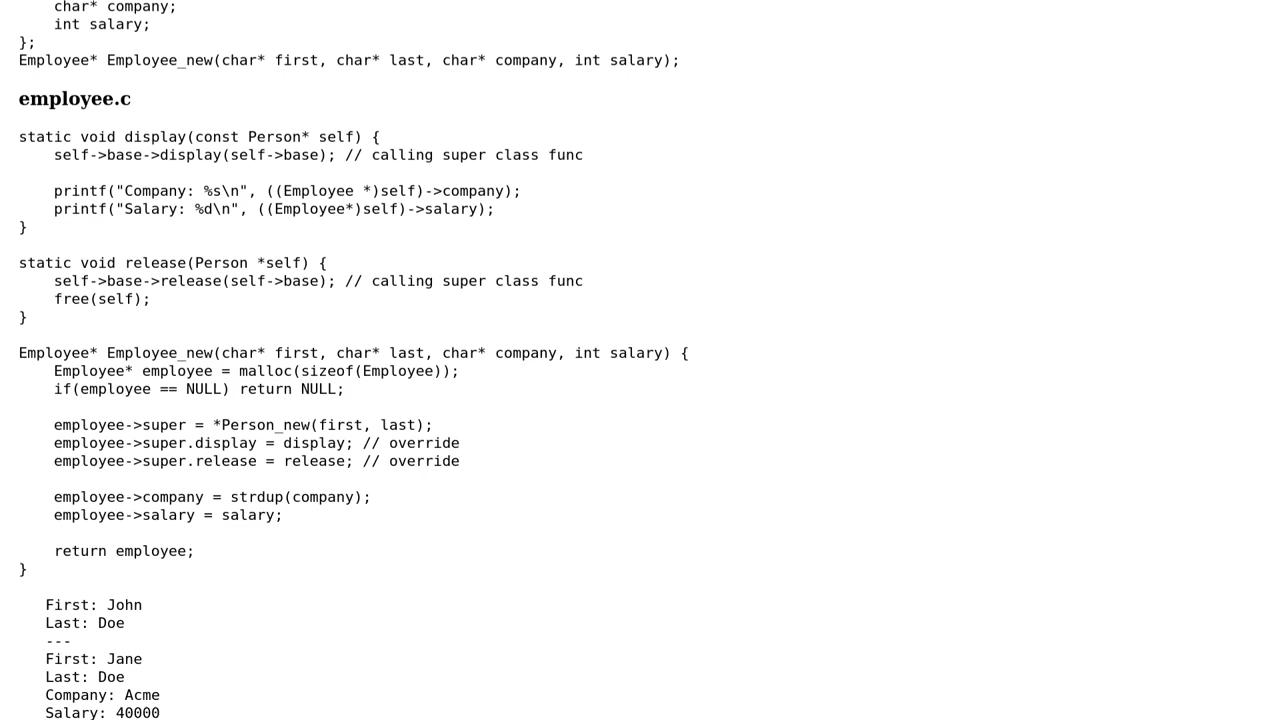 char* company;
int salary;
};
Employee* Employee_new(char* first, char* last, char* company, int salary);
employee.c
static void display(const Person* self) {
self->base->display(self->base); // calling super class func
printf("Company: %s\n", ((Employee *)self)->company);
printf("Salary: %d\n", ((Employee*)self)->salary);
}
static void release(Person *self) {
self->base->release(self->base); // calling super class func
free(self);
}
Employee* Employee_new(char* first, char* last, char* company, int salary) {
Employee* employee = malloc(sizeof(Employee));
if(employee == NULL) return NULL;
employee->super = *Person_new(first, last);
employee->super.display = display; // override
employee->super.release = release; // override
employee->company = strdup(company);
employee->salary = salary;
return employee;
}
First: John
Last: Doe
---
First: Jane
Last: Doe
Company: Acme
Salary: 40000